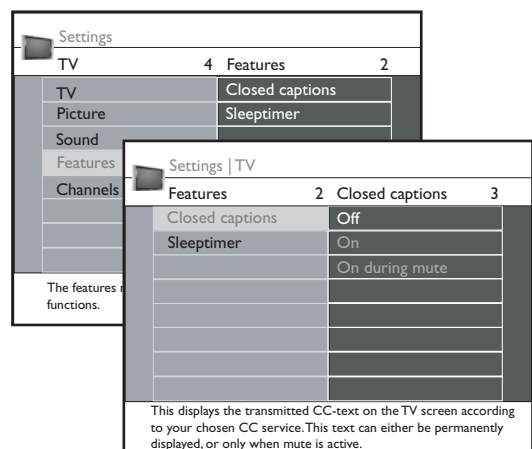 Settings
TV 4 Features 2
TV Closed captions
Picture Sleeptimer
Sound
Features
Channels
The features
functions.
Settings | TV
Features 2 Closed captions 3
Closed captions Off
Sleeptimer On
On during mute
This displays the transmitted CC-text on the TV screen according
to your chosen CC service. This text can either be permanently
displayed, or only when mute is active.